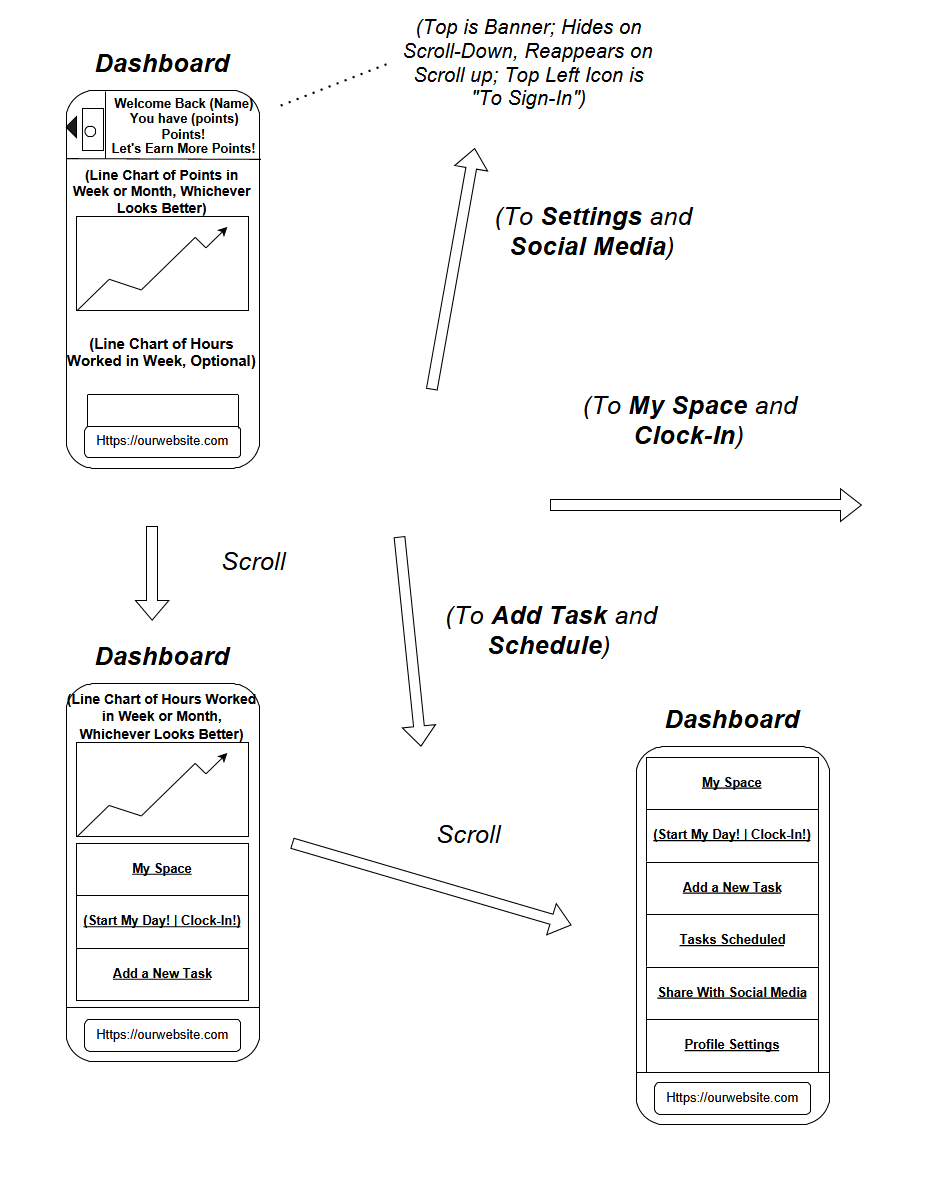 (Top is Banner; Hides on
Scroll-Down, Reappears on
Scroll up; Top Left Icon is
"To Sign-In")
Dashboard
Welcome Back (Name)
You have (points)
Points!
Let's Earn More Points!
(Line Chart of Points in
Week or Month, Whichever
Looks Better)
(Line Chart of Hours
Worked in Week, Optional)
Https://ourwebsite.com
(To Settings and
Social Media)
(To My Space and
Clock-In)
Scroll
(To Add Task and
Schedule)
Dashboard
(Line Chart of Hours Worked
in Week or Month,
Whichever Looks Better)
My Space
(Start My Day! | Clock-In!)
Add a New Task
Https://ourwebsite.com
Scroll
Dashboard
My Space
(Start My Day! | Clock-In!)
Add a New Task
Tasks Scheduled
Share With Social Media
Profile Settings
Https://ourwebsite.com